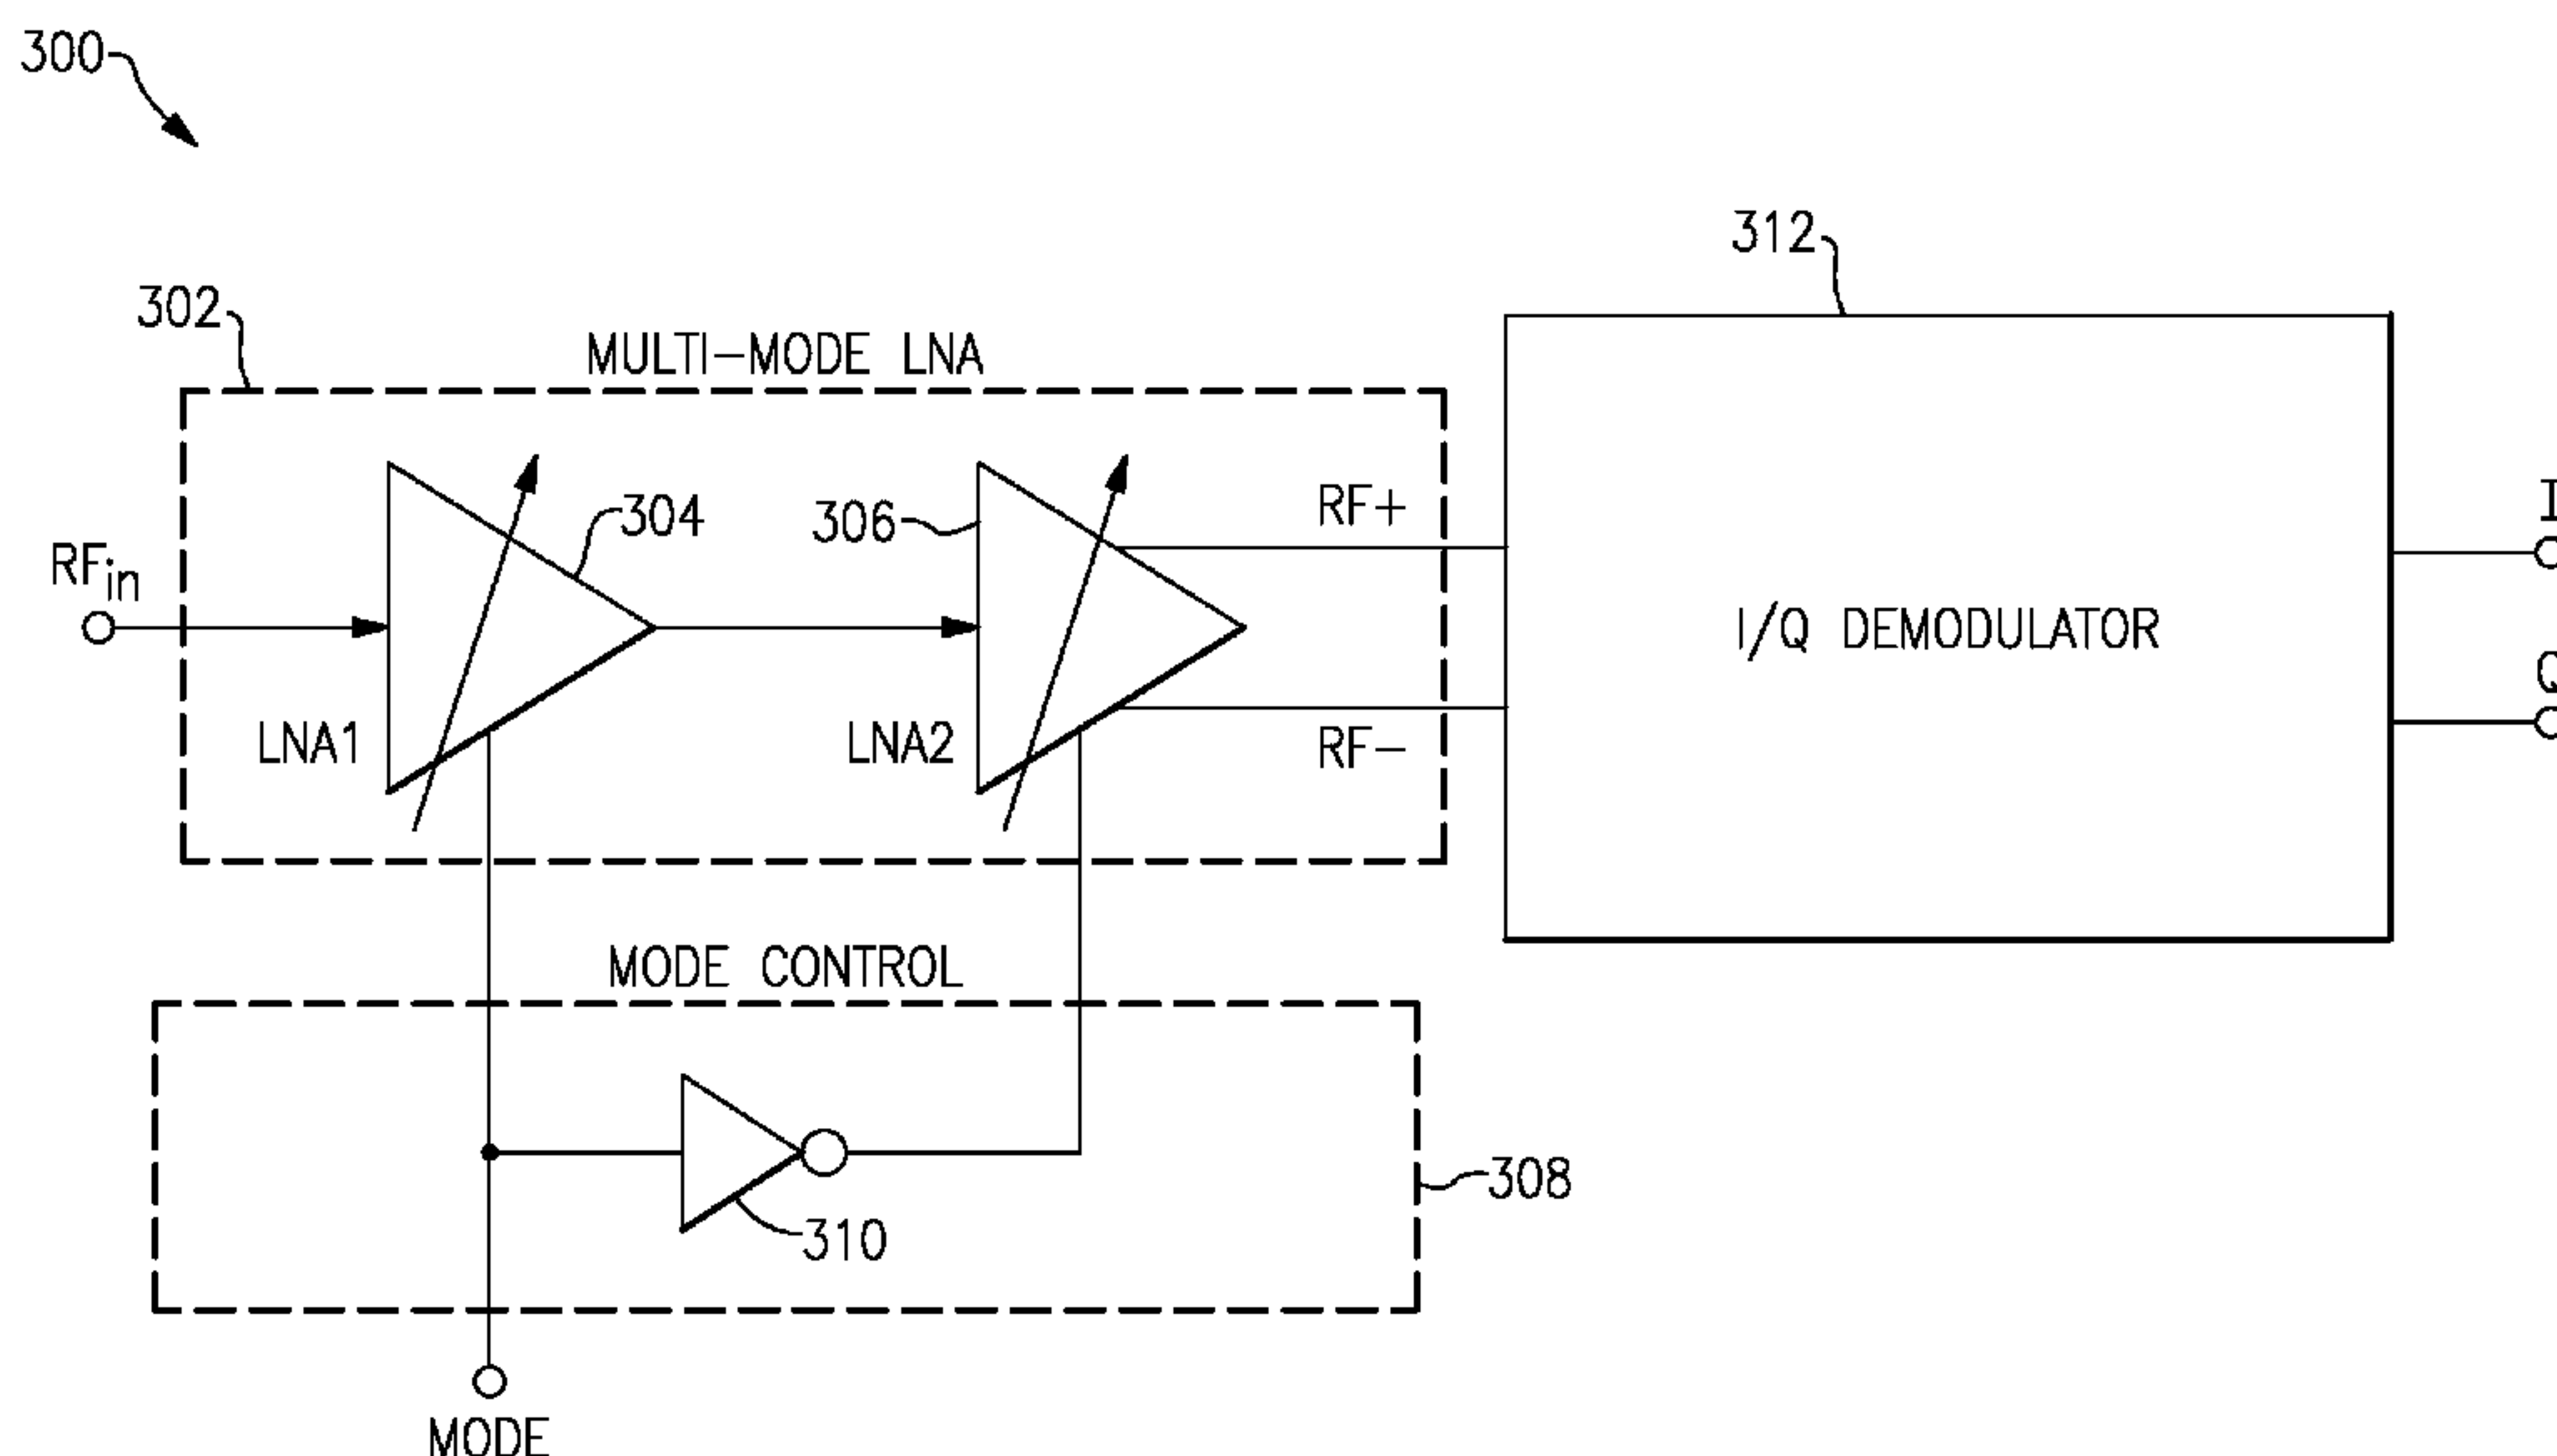 300
312
302
MULTI-MODE LNA
304
306
RF+
I
RFin
I/Q DEMODULATOR
Q
LNA1
LNA2
RF-
MODE CONTROL
308
310
MODE